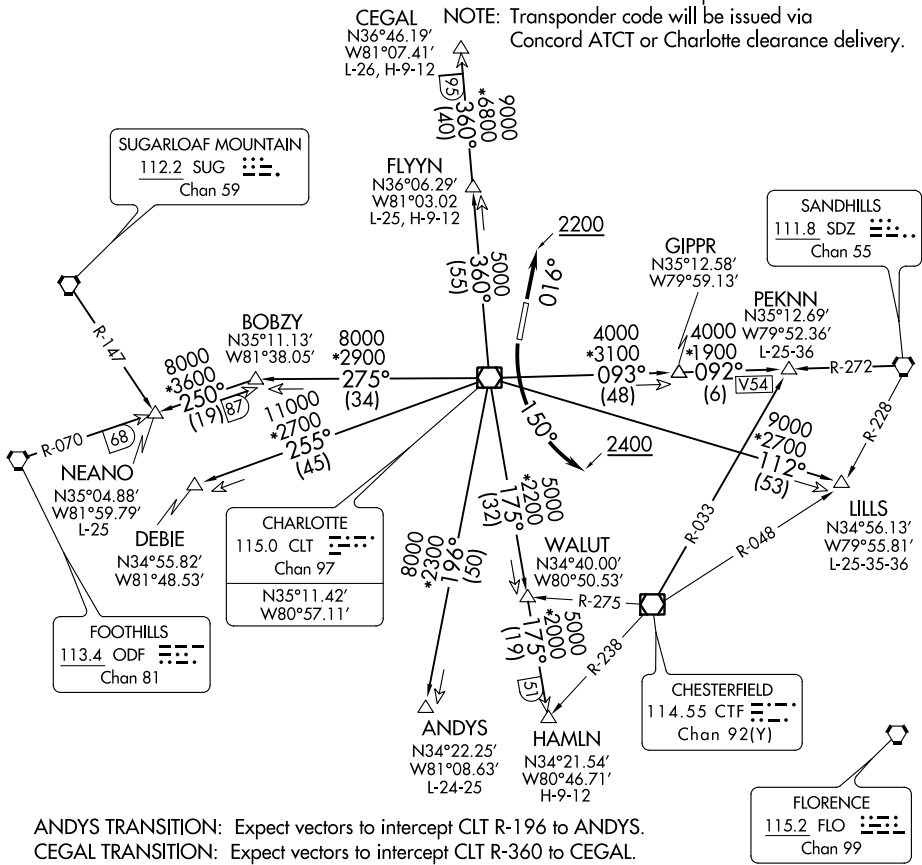 CEGAL
N36°46.19'
W81°07.41'
L-26, H-9-12
NOTE: Transponder code will be issued via
Concord ATCT or Charlotte clearance delivery.
95
9000
*6800
360°
(40)
SUGARLOAF MOUNTAIN
112.2 SUG
Chan 59
FLYYN
N36°06.29'
W81°03.02
L-25, H-9-12
SANDHILLS
111.8 SDZ
Chan 55
2200
016°
GIPPR
N35°12.58'
W79°59.13'
PEKNN
N35°12.69'
W79°52.36'
L-25-36
5000
360°
(55)
R-147
BOBZY
N35°11.13'
W81°38.05'
8000
*2900
275°
(34)
4000
*3100
093°
(48)
4000
*1900
092°
(6)
V54
R-272
8000
*3600
250°
(19)
87
R-070
68
NEANO
N35°04.88'
W81°59.79'
L-25
11000
*2700
255°
(45)
150°
2400
9000
*2700
112°
(53)
R-228
DEBIE
N34°55.82'
W81°48.53'
CHARLOTTE
115.0 CLT
Chan 97
N35°11.42'
W80°57.11'
5000
*2200
175°
(32)
8000
*2300
196°
(50)
WALUT
N34°40.00'
W80°50.53'
R-033
R-048
LILLS
N34°56.13'
W79°55.81'
L-25-35-36
R-275
5000
*2000
175°
(19)
51
R-238
FOOTHILLS
113.4 ODF
Chan 81
CHESTERFIELD
114.55 CTF
Chan 92(Y)
ANDYS
N34°22.25'
W81°08.63'
L-24-25
HAMLN
N34°21.54'
W80°46.71'
H-9-12
FLORENCE
115.2 FLO
Chan 99
ANDYS TRANSITION: Expect vectors to intercept CLT R-196 to ANDYS.
CEGAL TRANSITION: Expect vectors to intercept CLT R-360 to CEGAL.